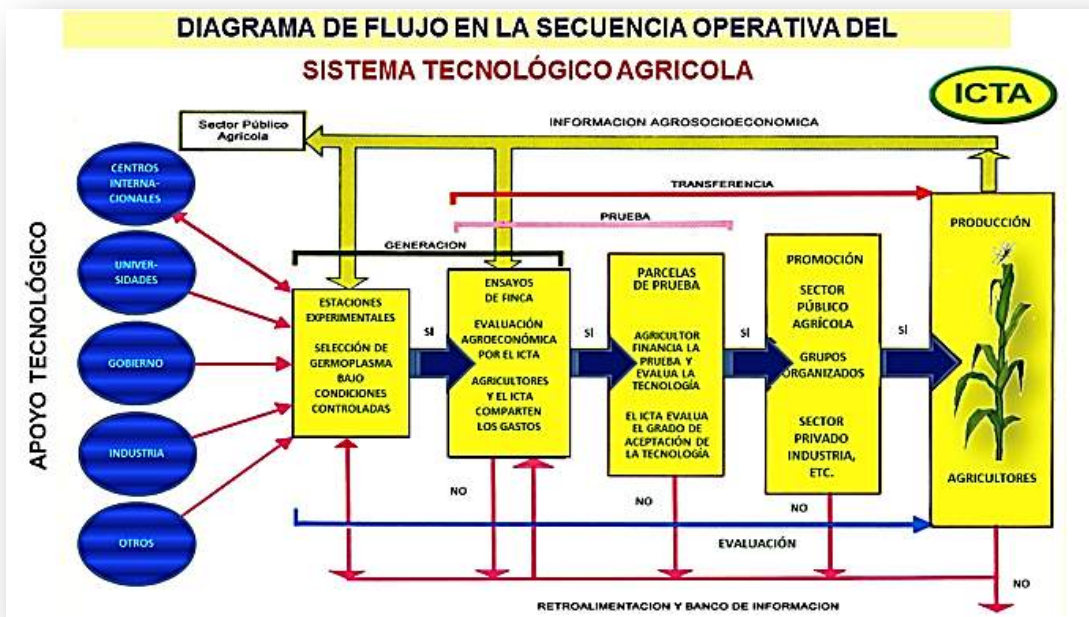 DIAGRAMA DE FLUJO EN LA SECUENCIA OPERATIVA DEL
SISTEMA TECNOLÓGICO AGRICOLA
ICTA
Sector Público
Agrícola
INFORMACION AGROSOCIOECONOMICA
APOYO TECNOLÓGICO
CENTROS
INTERNA-
CIONALES
UNIVER-
SIDADES
GOBIERNO
INDUSTRIA
OTROS
TRANSFERENCIA
PRUEBA
GENERACION
ESTACIONES
EXPERIMENTALES
SELECCIÓN DE
GERMOPLASMA
BAJO
CONDICIONES
CONTROLADAS
SI
ENSAYOS
DE FINCA
EVALUACIÓN
AGROECONÓMICA
POR EL ICTA
AGRICULTORES
Y EL ICTA
COMPARTEN
LOS GASTOS
SÍ
PARCELAS
DE PRUEBA
AGRICULTOR
FINANCIA LA
PRUEBA Y
EVALUA LA
TECNOLOGÍA
EL ICTA EVALUA
EL GRADO DE
ACEPTACIÓN DE
LA TECNOLOGÍA
SÍ
PROMOCIÓN
SECTOR
PÚBLICO
AGRÍCOLA
GRUPOS
ORGANIZADOS
SECTOR
PRIVADO
INDUSTRIA,
ETC.
SÍ
PRODUCCIÓN
AGRICULTORES
NO
NO
NO
NO
EVALUACIÓN
RETROALIMENTACION Y BANCO DE INFORMACION